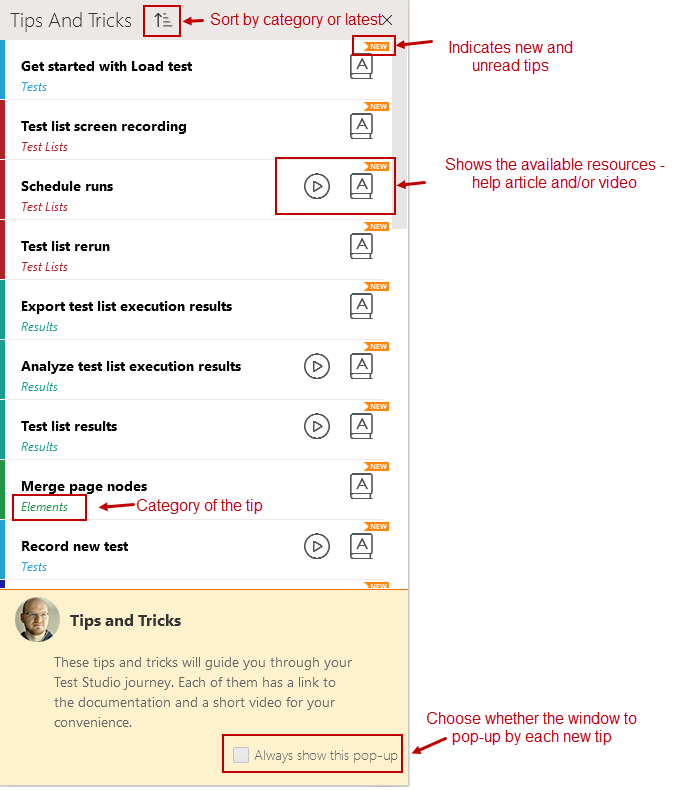 Tips And Tricks
Sort by category or latest
NEW
Indicates new and
unread tips
Get started with Load test
Tests
NEW
Test list screen recording
Test Lists
NEW
Shows the available resources -
help article and/or video
Schedule runs
Test Lists
NEW
Test list rerun
Test Lists
NEW
Export test list execution results
Results
NEW
Analyze test list execution results
Results
NEW
Test list results
Results
NEW
Merge page nodes
Elements
Category of the tip
NEW
Record new test
Tests
NEW
Tips and Tricks
These tips and tricks will guide you through your
Test Studio journey. Each of them has a link to
the documentation and a short video for your
convenience.
Choose whether the window to
pop-up by each new tip
Always show this pop-up